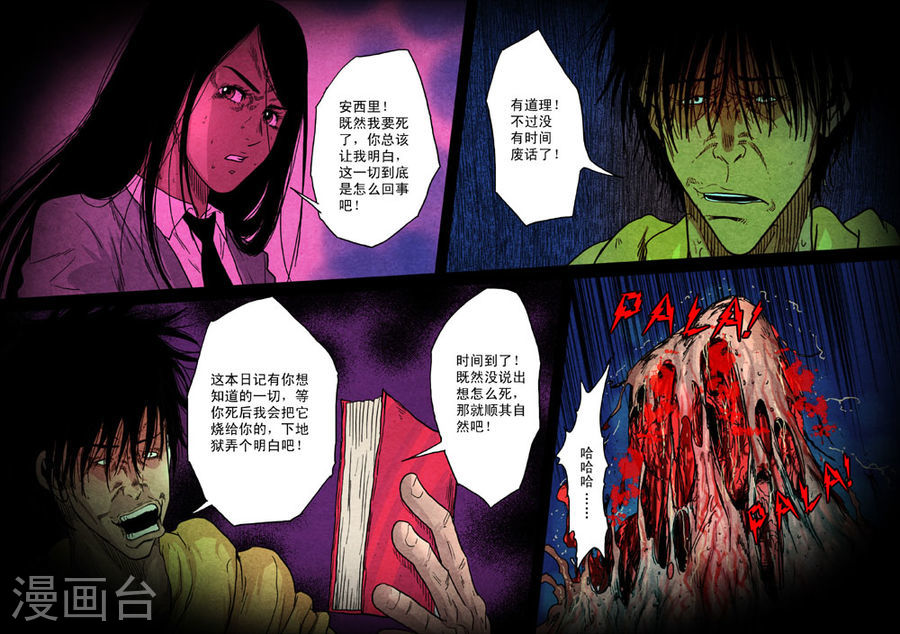 安西里！
既然我要死
了，你总该
让我明白，
这一切到底
是怎么回事
吧！
有道理！
不过没
有时间
废话了！
PALA!
这本日记有你想
知道的一切，等
你死后我会把它
烧给你的，下地
狱弄个明白吧！
时间到了！
既然没说出
想怎么死，
那就顺其
自然吧！
哈哈哈……
PALA!
漫画台